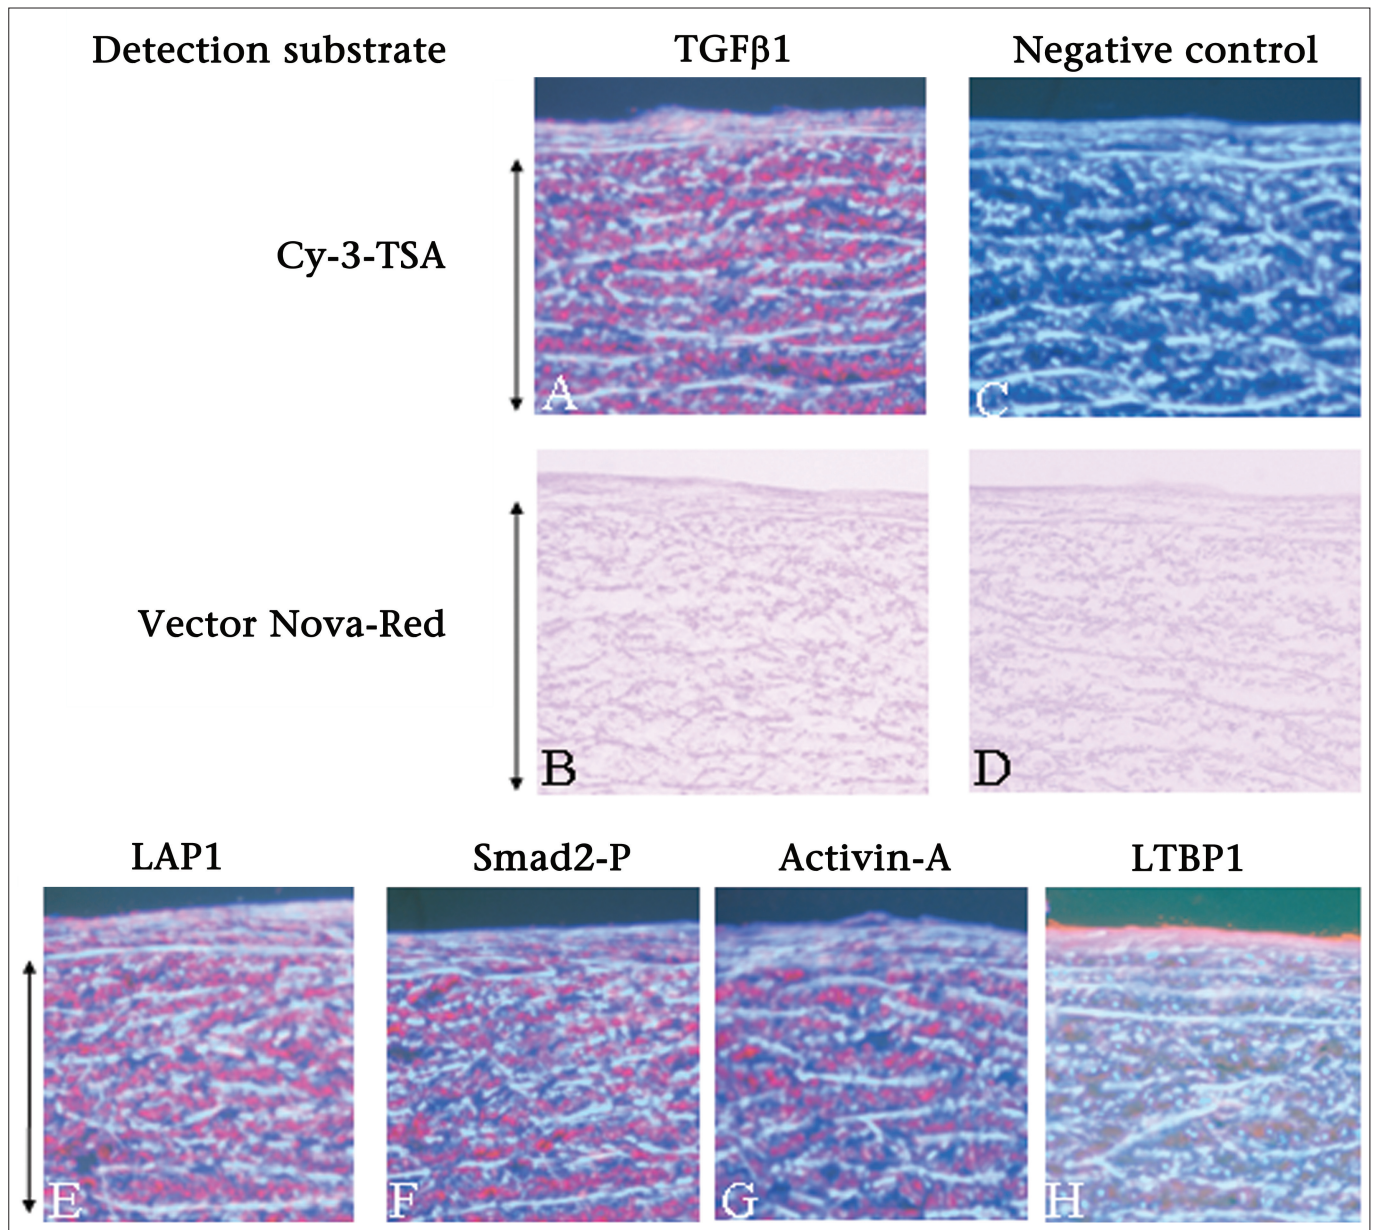 Detection substrate
TGFβ1
Negative control
Cy-3-TSA
A
C
Vector Nova-Red
B
D
LAP1
Smad2-P
Activin-A
LTBP1
E
F
G
H